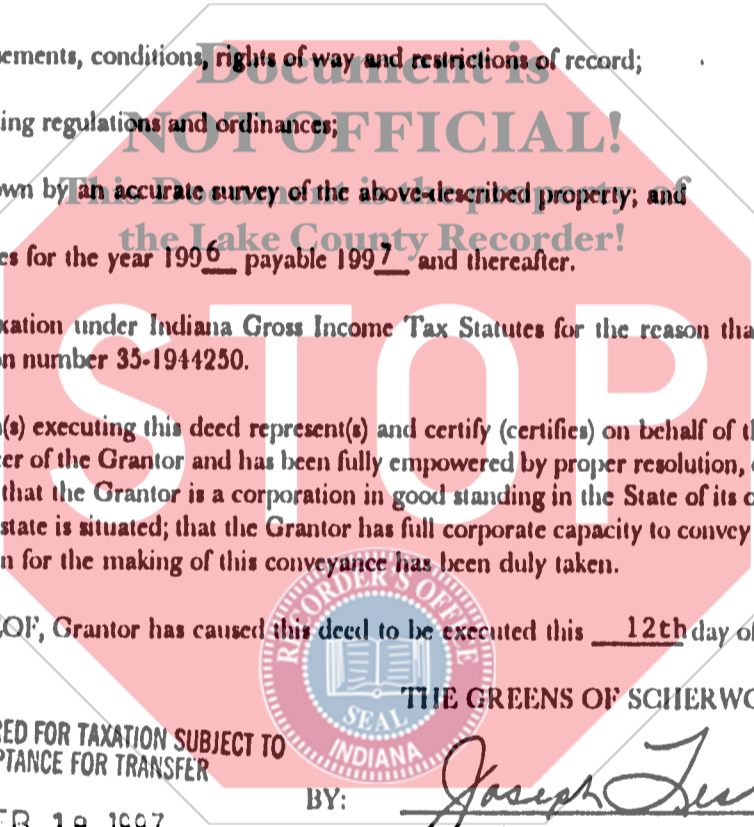 ements, conditions, rights of way and restrictions of record;
Document is
ing regulations and ordinances;
NOT OFFICIAL!
wn by an accurate survey of the above-described property; and
This Document is the property of
the Lake County Recorder!
es for the year 1996 payable 1997 and thereafter.
xation under Indiana Gross Income Tax Statutes for the reason tha
n number 35-1944250.
STOP
(s) executing this deed represent(s) and certify (certifies) on behalf of t
er of the Grantor and has been fully empowered by proper resolution,
that the Grantor is a corporation in good standing in the State of its o
state is situated; that the Grantor has full corporate capacity to convey
n for the making of this conveyance has been duly taken.
RECORDER'S OFFICE
OF, Grantor has caused this deed to be executed this 12th day of
THE GREENS OF SCHERWO
SEAL
INDIANA
ED FOR TAXATION SUBJECT TO
PTANCE FOR TRANSFER
BY: Joseph
19 1997